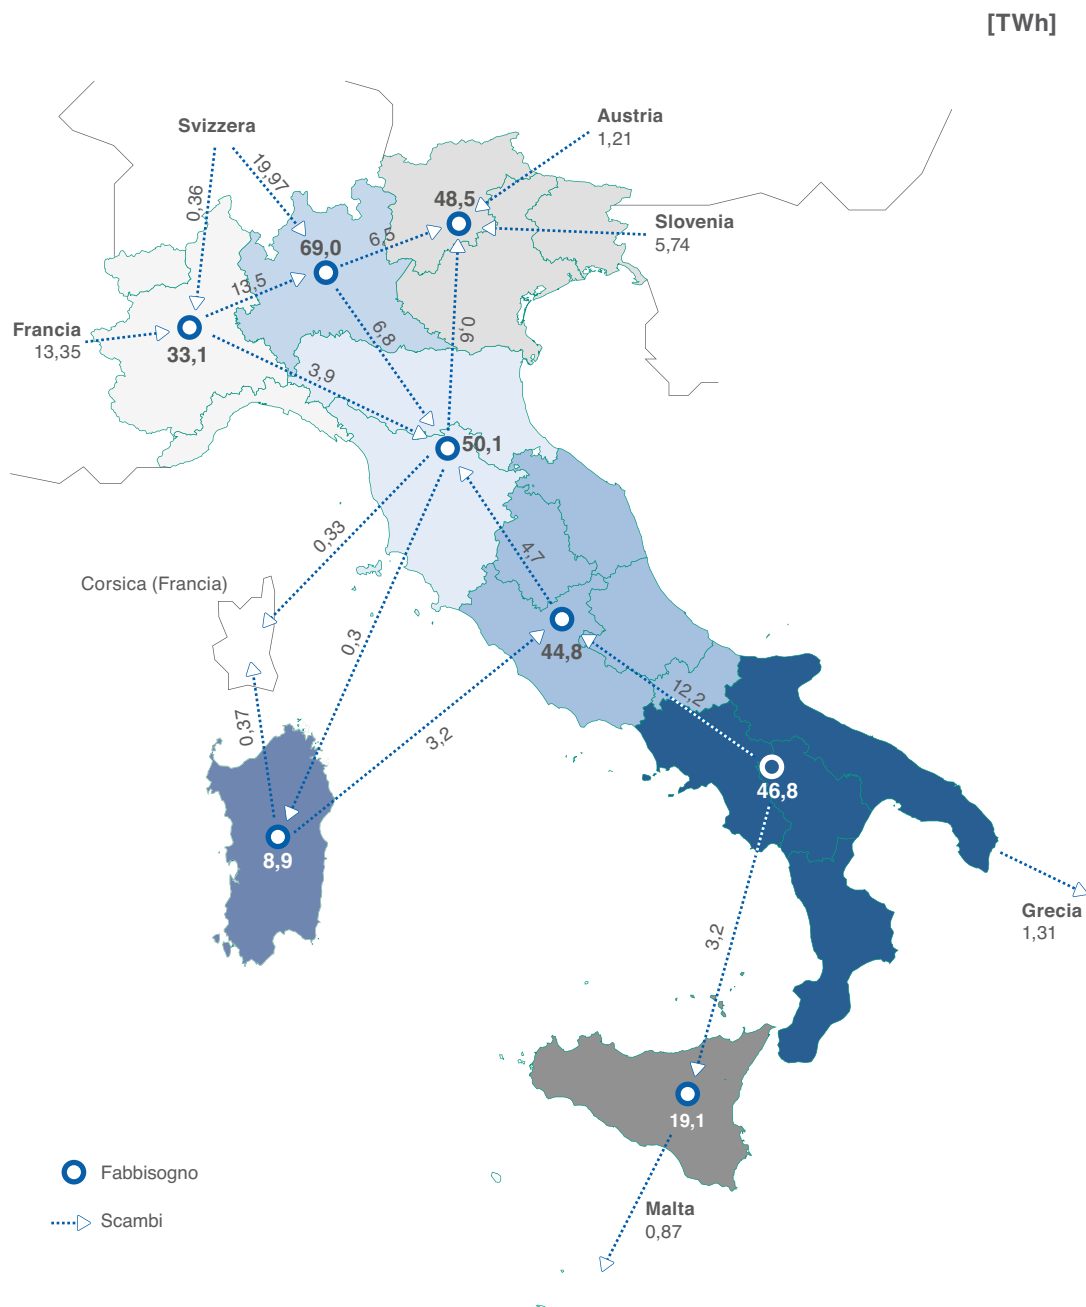 [TWh]
Svizzera
Austria
1,21
0,36
19,97
48,5
Slovenia
5,74
6,5
69,0
13,5
Francia
13,35
33,1
6,8
9,0
3,9
50,1
0,33
4,7
Corsica (Francia)
0,3
44,8
12,2
0,37
3,2
46,8
8,9
Grecia
1,31
3,2
19,1
Fabbisogno
Malta
0,87
Scambi